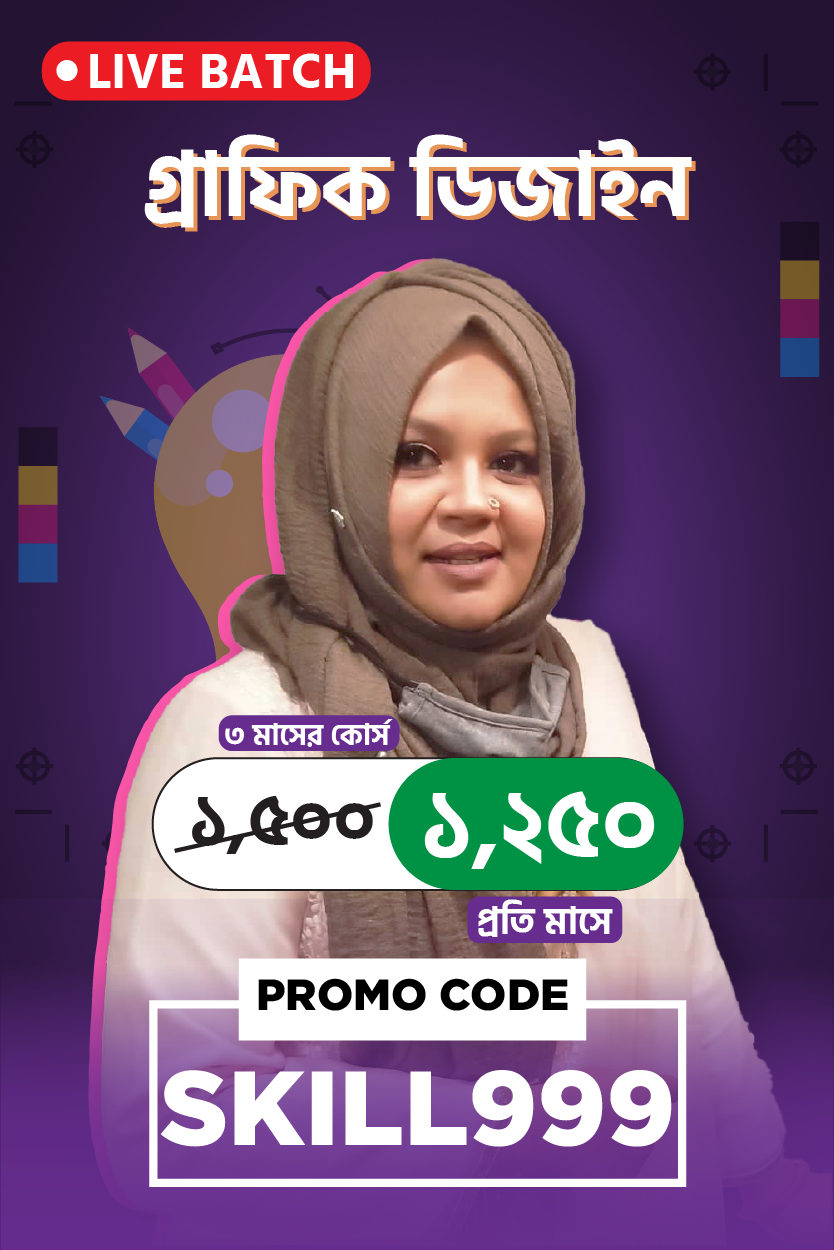 LIVE BATCH
গ্রাফিক ডিজাইন
৩ মাসের কোর্স
১,৫০০ ১,২৫০
প্রতি মাসে
PROMO CODE
SKILL999